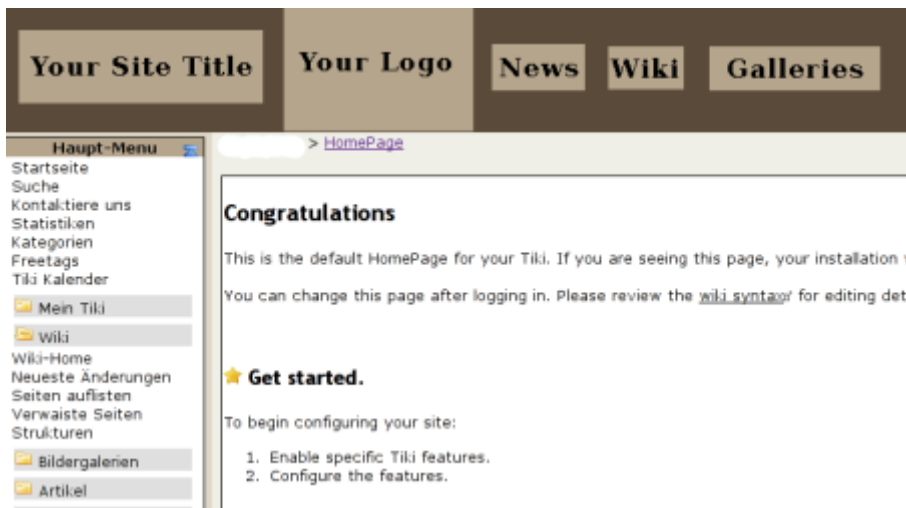 Your Site Title
Your Logo
News
Wiki
Galleries
Haupt-Menu
Startseite
Suche
Kontaktiere uns
Statistiken
Kategorien
Freetags
Tiki Kalender
Mein Tiki
Wiki
Wiki-Home
Neueste Änderungen
Seiten auflisten
Verwaiste Seiten
Strukturen
Bildergalerien
Artikel
> HomePage
Congratulations
This is the default HomePage for your Tiki. If you are seeing this page, your installation
You can change this page after logging in. Please review the wiki syntax for editing det
Get started.
To begin configuring your site:
1. Enable specific Tiki features.
2. Configure the features.